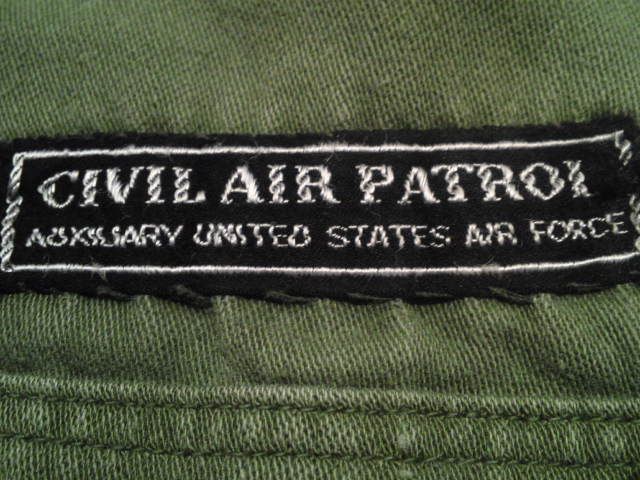 CIVIL AIR PATROL
AUXILIARY UNITED STATES AIR FORCE